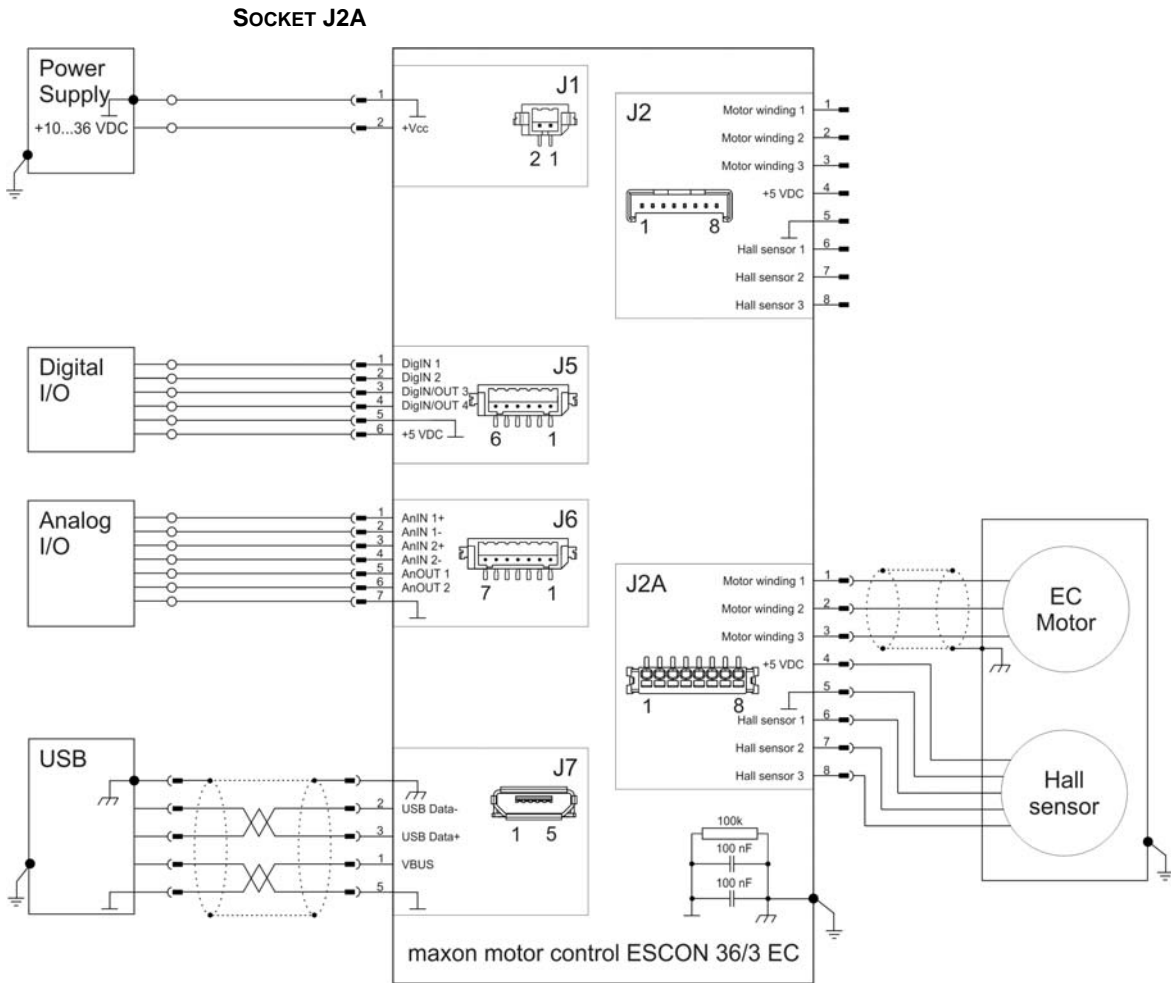 SOCKET J2A
Power
Supply
+10...36 VDC
1
2
+Vcc
J1
2 1
J2
1 8
Motor winding 1
1
Motor winding 2
2
Motor winding 3
3
+5 VDC
4
5
Hall sensor 1
6
Hall sensor 2
7
Hall sensor 3
8
Digital
I/O
1 DigIN 1
2 DigIN 2
3 DigIN/OUT 3
4 DigIN/OUT 4
5
6 +5 VDC
J5
6 1
Analog
I/O
1 AnIN 1+
2 AnIN 1-
3 AnIN 2+
4 AnIN 2-
5 AnOUT 1
6 AnOUT 2
7
J6
7 1
J2A
1 8
Motor winding 1
1
Motor winding 2
2
Motor winding 3
3
+5 VDC
4
5
Hall sensor 1
6
Hall sensor 2
7
Hall sensor 3
8
EC
Motor
Hall
sensor
USB
2 USB Data-
3 USB Data+
1 VBUS
5
J7
1 5
100k
100 nF
100 nF
maxon motor control ESCON 36/3 EC